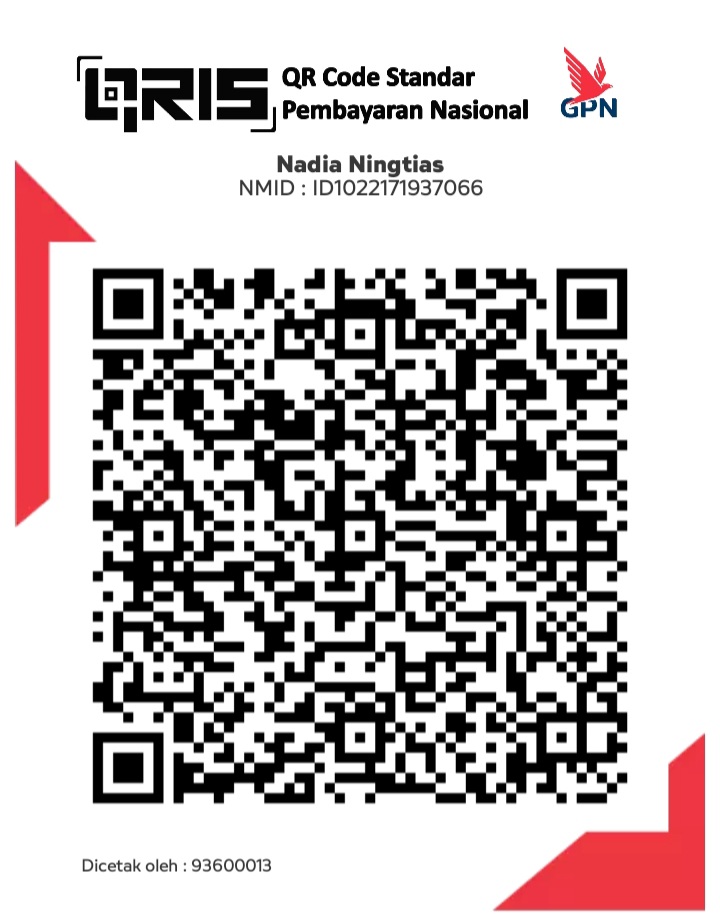 QRIS
QR Code Standar
Pembayaran Nasional
GPN
Nadia Ningtias
NMID : ID1022171937066
Dicetak oleh : 93600013